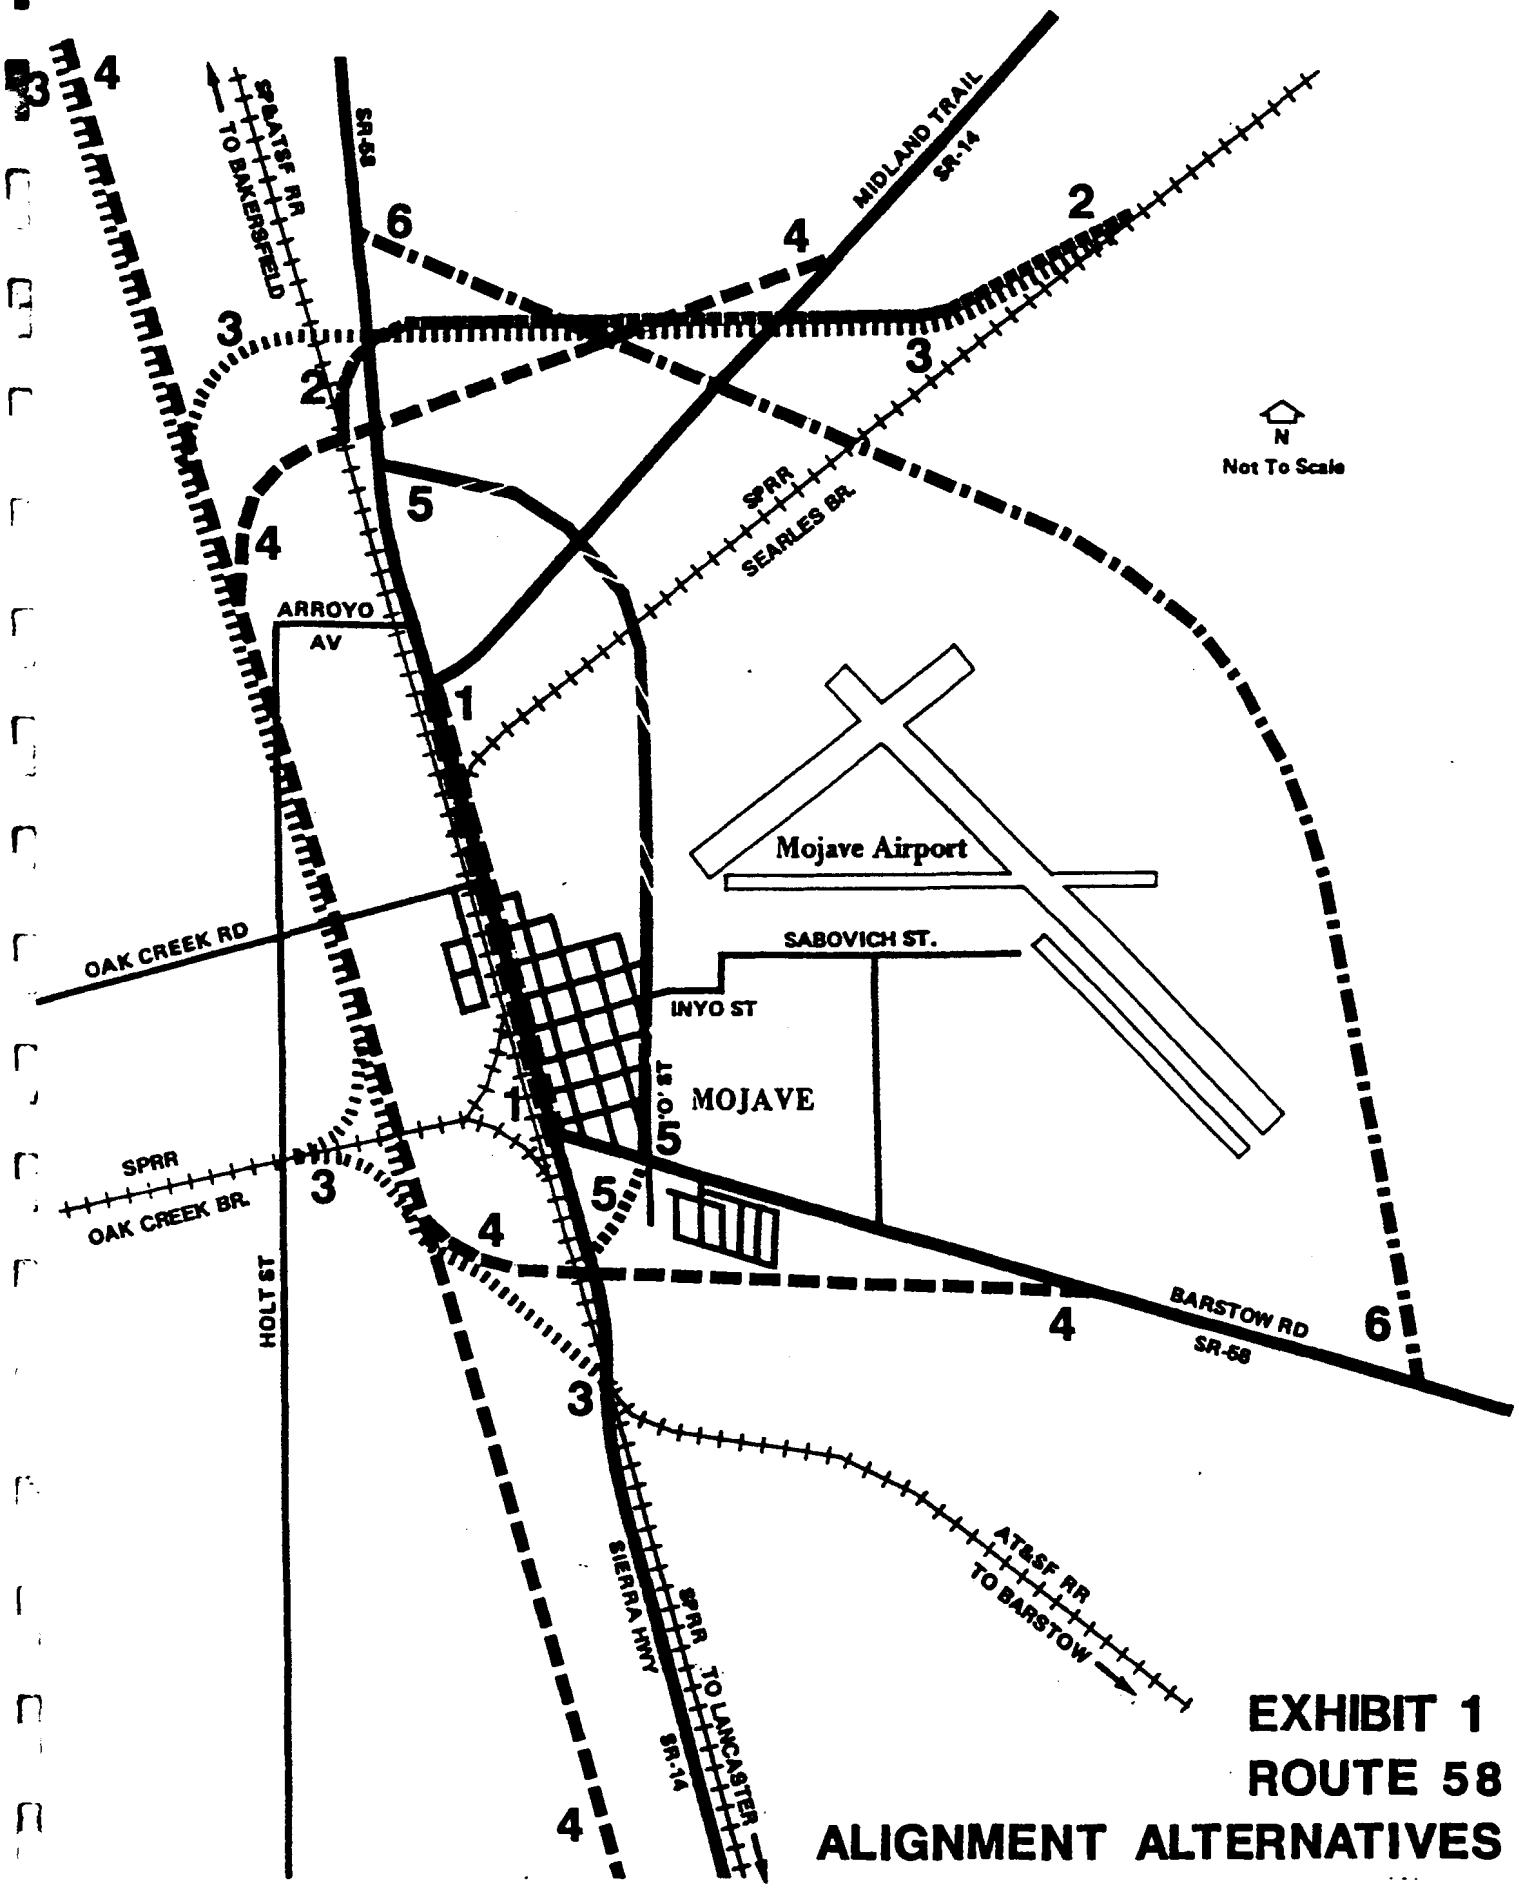 3
4
SP&ATSF RR
TO BAKERSFIELD
SR-58
6
MIDLAND TRAIL
SR-14
4
2
3
2
3
5
4
N
Not To Scale
SPRR
SEARLES BR.
ARROYO
AV
1
Mojave Airport
OAK CREEK RD
SABOVICH ST.
INYO ST
'O' ST
MOJAVE
1
5
SPRR
OAK CREEK BR.
3
5
4
HOLT ST
4
BARSTOW RD
SR-58
6
3
SIERRA HWY
SR-14
SPRR TO LANCASTER
AT&SF RR
TO BARSTOW
4
EXHIBIT 1
ROUTE 58
ALIGNMENT ALTERNATIVES